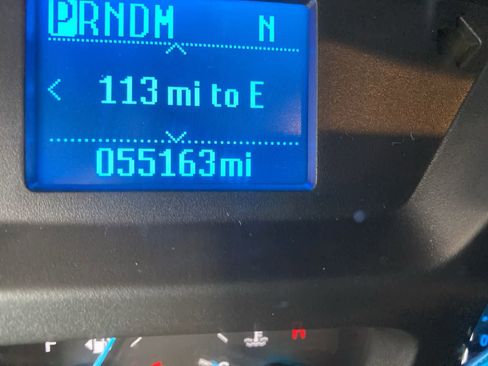 PRNDM N
113 mi to E
055163mi
F H